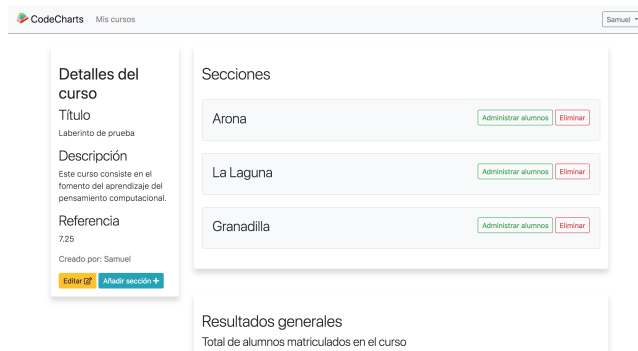 CodeCharts
Mis cursos
Samuel
Detalles del
curso
Título
Laberinto de prueba
Descripción
Este curso consiste en el
fomento del aprendizaje del
pensamiento computacional.
Referencia
7.25
Creado por: Samuel
Editar
Añadir sección
Secciones
Arona
Administrar alumnos
Eliminar
La Laguna
Administrar alumnos
Eliminar
Granadilla
Administrar alumnos
Eliminar
Resultados generales
Total de alumnos matriculados en el curso